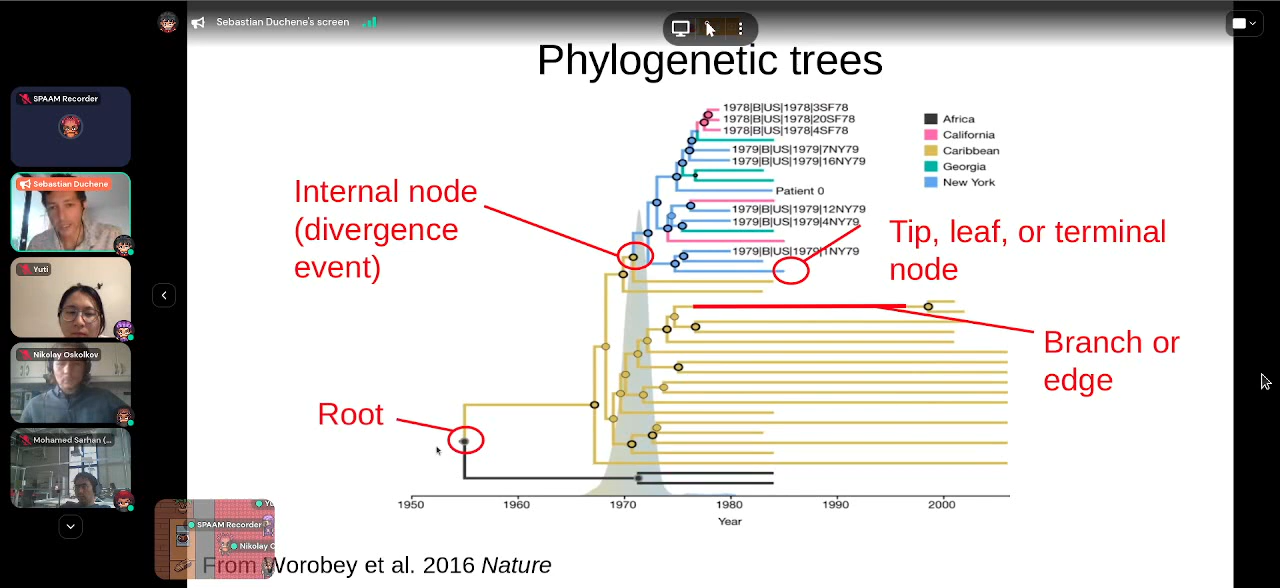 Sebastian Duchene's screen
SPAAM Recorder
Sebastian Duchene
Yuti
Nikolay Oskolkov
Mohamed Serhan (...
SPAAM Recorder
Nikolay O
Phylogenetic trees
1978|B|US|1978|3SF78
1978|B|US|1978|20SF78
1978|B|US|1978|4SF78
1979|B|US|1979|7NY79
1979|B|US|1979|16NY79
Patient 0
1979|B|US|1979|12NY79
1979|B|US|1979|4NY79
1979|B|US|1979|1NY79
Africa
California
Caribbean
Georgia
New York
Internal node
(divergence
event)
Tip, leaf, or terminal
node
Branch or
edge
Root
1950
1960
1970
1980
1990
2000
Year
From Worobey et al. 2016 Nature